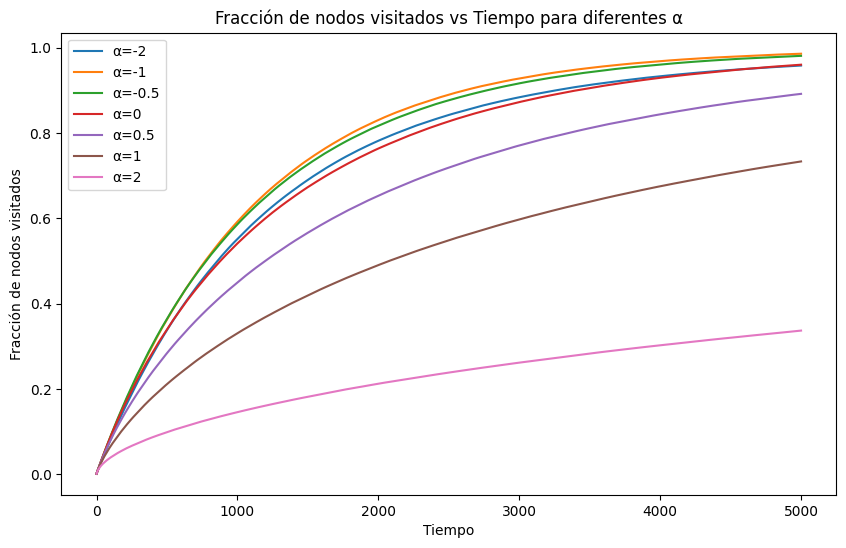 Fracción de nodos visitados vs Tiempo para diferentes α
α=-2
α=-1
α=-0.5
α=0
α=0.5
α=1
α=2
Fracción de nodos visitados
1.0
0.8
0.6
0.4
0.2
0.0
0 1000 2000 3000 4000 5000
Tiempo